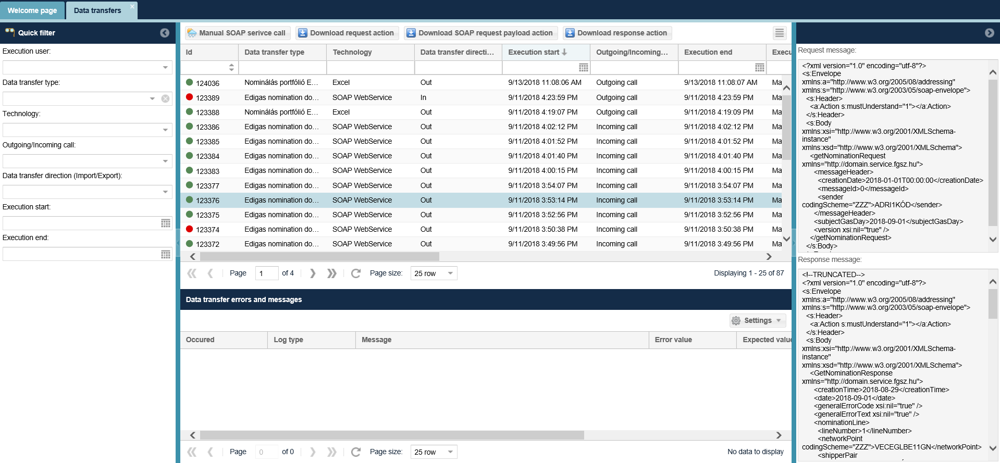 Welcome page
Data transfers
Quick filter
Execution user:
Data transfer type:
Technology:
Outgoing/Incoming call:
Data transfer direction (Import/Export):
Execution start:
Execution end:
Manual SOAP serivce call
Download request action
Download SOAP request payload action
Download response action
Id Data transfer type Technology Data transfer directi... Execution start Outgoing/Incoming... Execution end Execu
124036 Nominálás portfólió E... Excel Out 9/13/2018 11:08:06 AM Outgoing call 9/13/2018 11:08:07 AM Ma
123389 Edigas nomination do... SOAP WebService In 9/11/2018 4:23:59 PM Outgoing call 9/11/2018 4:23:59 PM Ma
123388 Nominálás portfólió E... Excel Out 9/11/2018 4:19:07 PM Outgoing call 9/11/2018 4:19:09 PM Ma
123386 Edigas nomination do... SOAP WebService Out 9/11/2018 4:02:12 PM Incoming call 9/11/2018 4:02:12 PM Ma
123385 Edigas nomination do... SOAP WebService Out 9/11/2018 4:01:52 PM Incoming call 9/11/2018 4:01:52 PM Ma
123384 Edigas nomination do... SOAP WebService Out 9/11/2018 4:01:40 PM Incoming call 9/11/2018 4:01:40 PM Ma
123383 Edigas nomination do... SOAP WebService Out 9/11/2018 4:00:15 PM Incoming call 9/11/2018 4:00:15 PM Ma
123377 Edigas nomination do... SOAP WebService Out 9/11/2018 3:54:07 PM Incoming call 9/11/2018 3:54:07 PM Ma
123376 Edigas nomination do... SOAP WebService Out 9/11/2018 3:53:14 PM Incoming call 9/11/2018 3:53:14 PM Ma
123375 Edigas nomination do... SOAP WebService Out 9/11/2018 3:52:56 PM Incoming call 9/11/2018 3:52:56 PM Ma
123374 Edigas nomination do... SOAP WebService Out 9/11/2018 3:50:38 PM Incoming call 9/11/2018 3:50:38 PM Ma
123372 Edigas nomination do... SOAP WebService Out 9/11/2018 3:49:56 PM Incoming call 9/11/2018 3:49:56 PM Ma
Page 1 of 4 Page size: 25 row Displaying 1 - 25 of 87
Data transfer errors and messages
Settings
Occured Log type Message Error value Expected value
Page 0 of 0 Page size: 25 row No data to display
Request message:
<?xml version="1.0" encoding="utf-8"?>
<s:Envelope
xmlns:a="http://www.w3.org/2005/08/addressing"
xmlns:s="http://www.w3.org/2003/05/soap-envelope">
<s:Header>
<a:Action s:mustUnderstand="1"></a:Action>
</s:Header>
<s:Body
xmlns:xsi="http://www.w3.org/2001/XMLSchema-
instance"
xmlns:xsd="http://www.w3.org/2001/XMLSchema">
<getNominationRequest
xmlns="http://domain.service.fgsz.hu">
<messageHeader>
<creationDate>2018-01-01T00:00:00</creationDate>
<messageId>0</messageId>
<sender
codingScheme="ZZZ">ADRI1KÓD</sender>
</messageHeader>
<subjectGasDay>2018-09-01</subjectGasDay>
<version xsi:nil="true" />
</getNominationRequest>
</s:Body>
Response message:
<!--TRUNCATED-->
<?xml version="1.0" encoding="utf-8"?>
<s:Envelope
xmlns:a="http://www.w3.org/2005/08/addressing"
xmlns:s="http://www.w3.org/2003/05/soap-envelope">
<s:Header>
<a:Action s:mustUnderstand="1"></a:Action>
</s:Header>
<s:Body
xmlns:xsi="http://www.w3.org/2001/XMLSchema-
instance"
xmlns:xsd="http://www.w3.org/2001/XMLSchema">
<GetNominationResponse
xmlns="http://domain.service.fgsz.hu">
<creationTime>2018-08-29</creationTime>
<date>2018-09-01</date>
<generalErrorCode xsi:nil="true" />
<generalErrorText xsi:nil="true" />
<nominationLine>
<lineNumber>1</lineNumber>
<networkPoint
codingScheme="ZZZ">VECEGLBE11GN</networkPoint>
<shipperPair